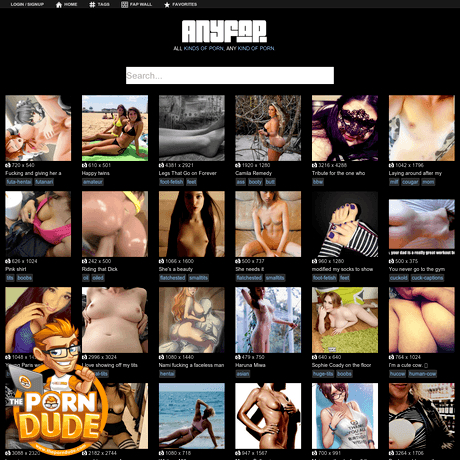 LOGIN / SIGNUP HOME TAGS FAP WALL FAVORITES
ANYFAP
ALL KINDS OF PORN, ANY KIND OF PORN
Search...
720 x 540 610 x 501 4381 x 2921 1920 x 1280 3216 x 4288 1042 x 1796
Fucking and giving her a Happy twins Legs That Go on Forever Camila Remedy Tribute for the one who Laying around after my
futa-hentai futanari amateur foot-fetish feet ass booty butt bbw milf cougar mom
your dad is a really great workout b
626 x 1024 242 x 500 1066 x 1600 500 x 737 960 x 1280 500 x 375
Pink shirt Riding that Dick She's a beauty She needs it modified my socks to show You never go to the gym
tits boobs oil oiled flatchested smalltits flatchested smalltits foot-fetish feet cuckold cuck-captions
1048 x 2996 x 3024 1080 x 1440 479 x 750 640 x 640 764 x 1024
Paris I love showing off my tits Nami fucking a faceless man Haruna Miwa Sophie Coady on the floor I'm a cute cow.
hentai asian huge-tits boobs hucow human-cow
THE
PORN
DUDE
3088 x 2320 2182 x 2744 1080 x 718 947 x 1567 700 x 991 3264 x 1706